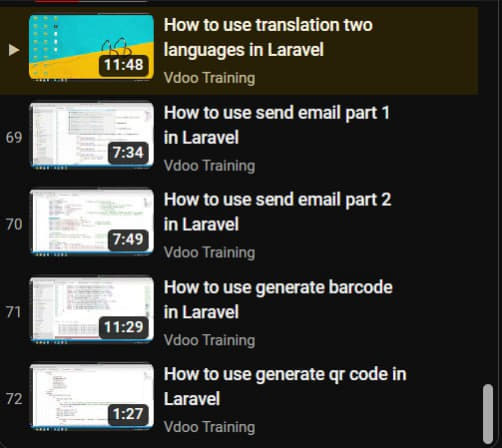 How to use translation two
languages in Laravel
11:48
Vdoo Training
69
How to use send email part 1
in Laravel
7:34
Vdoo Training
70
How to use send email part 2
in Laravel
7:49
Vdoo Training
71
How to use generate barcode
in Laravel
11:29
Vdoo Training
72
How to use generate qr code in
Laravel
1:27
Vdoo Training